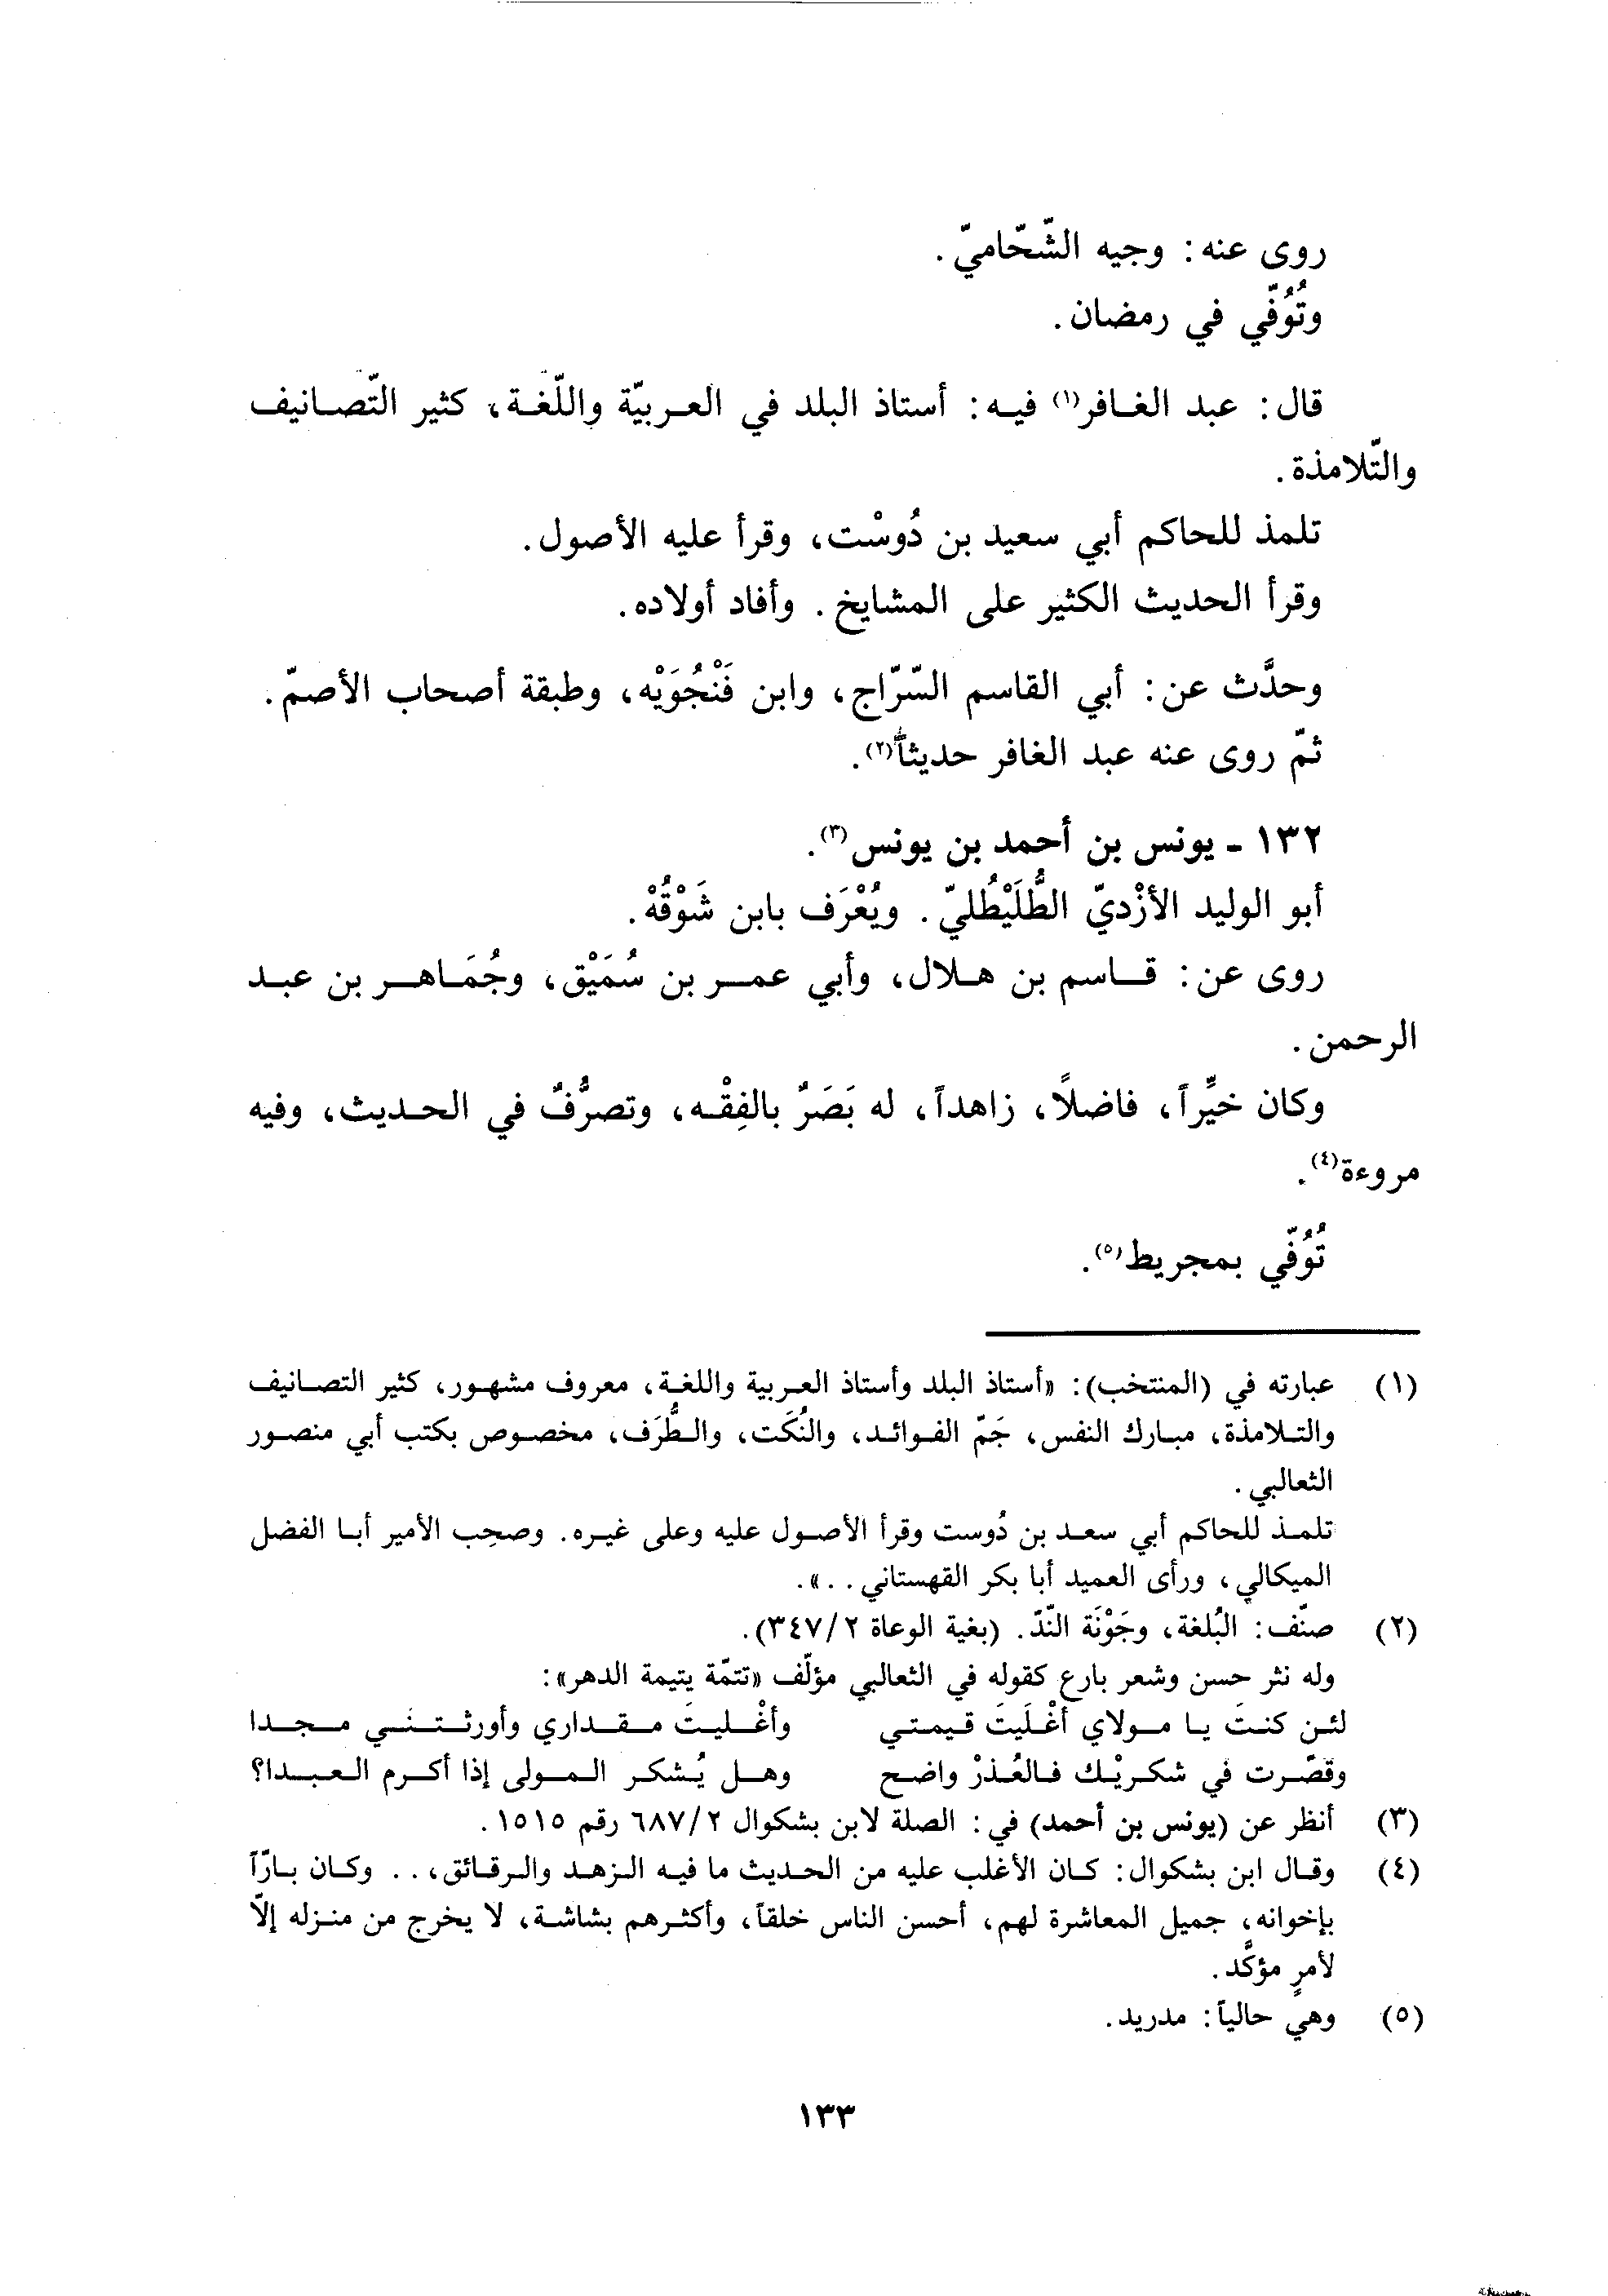 روى عنه: وجيه الشّحّاميّ.
وتُوُفّي في رمضان.
قال: عبد الغافر(١) فيه: أستاذ البلد في العربيّة واللّغة، كثير التّصانيف
والتّلامذة.
تلمذ للحاكم أبي سعيد بن دُوسْت، وقرأ عليه الأصول.
وقرأ الحديث الكثير على المشايخ. وأفاد أولاده.
وحدَّث عن: أبي القاسم السّرّاج، وابن فَنْجُوَيْه، وطبقة أصحاب الأصمّ.
ثمّ روى عنه عبد الغافر حديثاً(٢).
١٣٢ - يونس بن أحمد بن يونس(٣).
أبو الوليد الأزْديّ الطُّلَيْطُليّ. ويُعْرَف بابن شَوْقُهْ.
روى عن: قاسم بن هلال، وأبي عمر بن سُمَيْق، وجُمَاهر بن عبد
الرحمن.
وكان خيِّراً، فاضلًا، زاهداً، له بَصَرٌ بالفِقْه، وتصرُّفٌ في الحديث، وفيه
مروءة(٤).
تُوُفّي بمجريط(٥).
(١) عبارته في (المنتخب): «أستاذ البلد وأستاذ العربية واللغة، معروف مشهور، كثير التصانيف
والتلامذة، مبارك النفس، جَمّ الفوائد، والنُكَت، والطُّرَف، مخصوص بكتب أبي منصور
الثعالبي.
تلمذ للحاكم أبي سعد بن دُوست وقرأ الأصول عليه وعلى غيره. وصحِب الأمير أبا الفضل
الميكالي، ورأى العميد أبا بكر القهستاني..».
(٢) صنّف: البُلغة، وجَوْنَة النّدّ. (بغية الوعاة ٢/٣٤٧).
وله نثر حسن وشعر بارع كقوله في الثعالبي مؤلّف «تتمّة يتيمة الدهر»:
لئن كنتَ يا مولاي أغْلَيتَ قيمتي وأغْليتَ مقداري وأورثتني مجدا
وقصّرت في شكريْك فالعُذرْ واضح وهل يُشكر المولى إذا أكرم العبدا؟
(٣) أنظر عن (يونس بن أحمد) في: الصلة لابن بشكوال ٢/٦٨٧ رقم ١٥١٥.
(٤) وقال ابن بشكوال: كان الأغلب عليه من الحديث ما فيه الزهد والرقائق،.. وكان بارّاً
بإخوانه، جميل المعاشرة لهم، أحسن الناس خلقاً، وأكثرهم بشاشة، لا يخرج من منزله إلّا
لأمرٍ مؤكَّد.
(٥) وهي حالياً: مدريد.
١٣٣